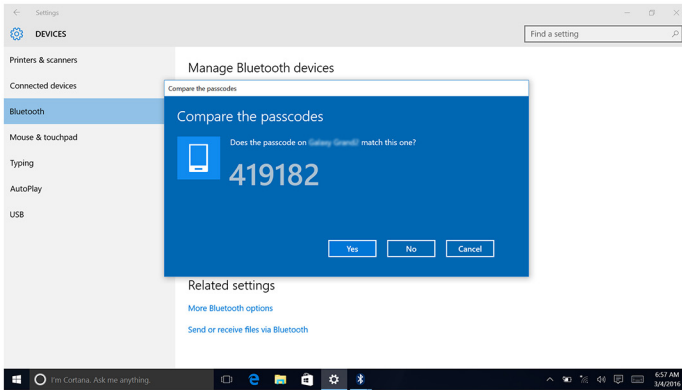 Settings
DEVICES
Find a setting
Printers & scanners
Connected devices
Bluetooth
Mouse & touchpad
Typing
AutoPlay
USB
Manage Bluetooth devices
Compare the passcodes
Compare the passcodes
Does the passcode on Galaxy Grand2 match this one?
419182
Yes
No
Cancel
Related settings
More Bluetooth options
Send or receive files via Bluetooth
I'm Cortana. Ask me anything.
6:57 AM
3/4/2016